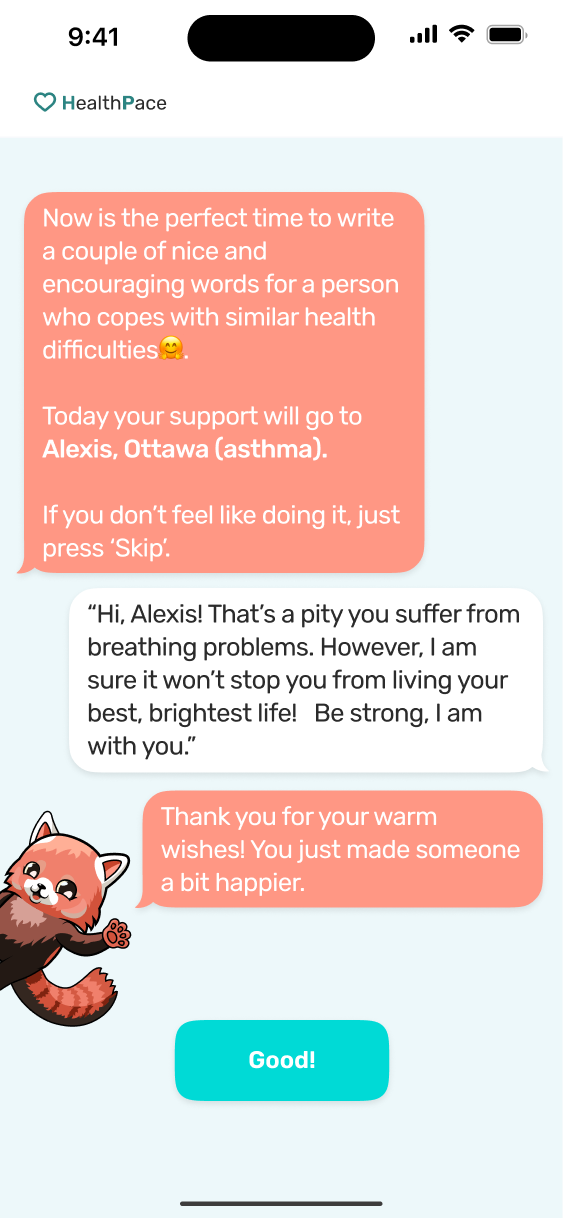 9:41
HealthPace
Now is the perfect time to write
a couple of nice and
encouraging words for a person
who copes with similar health
difficulties🤗.
Today your support will go to
Alexis, Ottawa (asthma).
If you don’t feel like doing it, just
press ‘Skip’.
“Hi, Alexis! That’s a pity you suffer from
breathing problems. However, I am
sure it won’t stop you from living your
best, brightest life!   Be strong, I am
with you.”
Thank you for your warm
wishes! You just made someone
a bit happier.
Good!